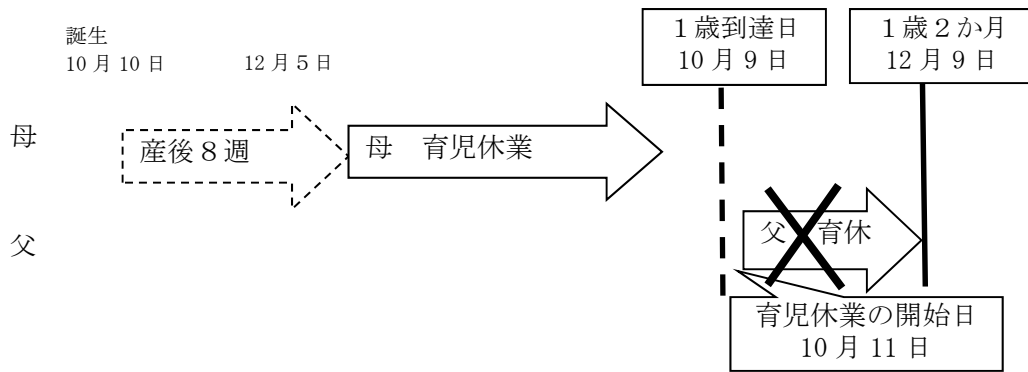 誕生
10月10日 12月5日
1歳到達日
10月9日
1歳2か月
12月9日
母
産後8週
母 育児休業
父
父 育休
育児休業の開始日
10月11日